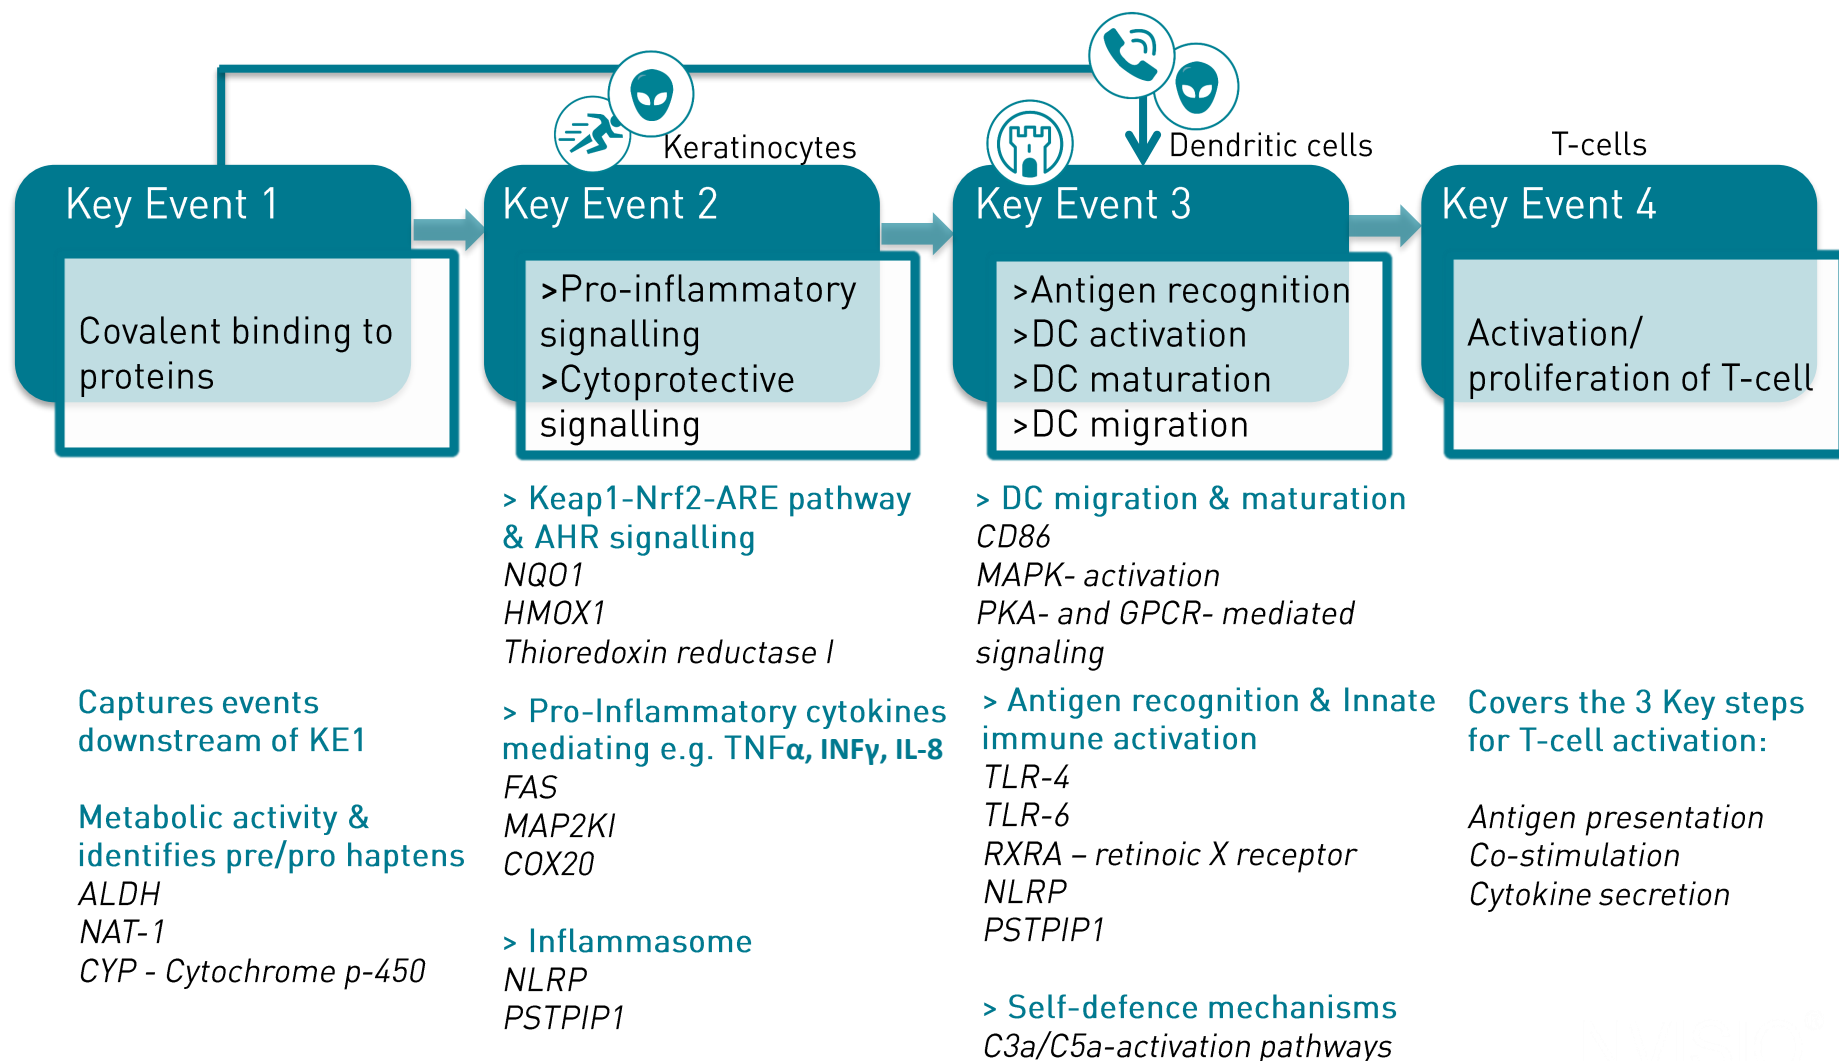 Keratinocytes
Dendritic cells
T-cells
Key Event 1
Covalent binding to
proteins
Captures events
downstream of KE1
Metabolic activity &
identifies pre/pro haptens
ALDH
NAT-1
CYP - Cytochrome p-450
Key Event 2
>Pro-inflammatory
signalling
>Cytoprotective
signalling
> Keap1-Nrf2-ARE pathway
& AHR signalling
NQO1
HMOX1
Thioredoxin reductase I
> Pro-Inflammatory cytokines
mediating e.g. TNFα, INFγ, IL-8
FAS
MAP2KI
COX20
> Inflammasome
NLRP
PSTPIP1
Key Event 3
>Antigen recognition
>DC activation
>DC maturation
>DC migration
> DC migration & maturation
CD86
MAPK- activation
PKA- and GPCR- mediated
signaling
> Antigen recognition & Innate
immune activation
TLR-4
TLR-6
RXRA – retinoic X receptor
NLRP
PSTPIP1
> Self-defence mechanisms
C3a/C5a-activation pathways
Key Event 4
Activation/
proliferation of T-cell
Covers the 3 Key steps
for T-cell activation:
Antigen presentation
Co-stimulation
Cytokine secretion